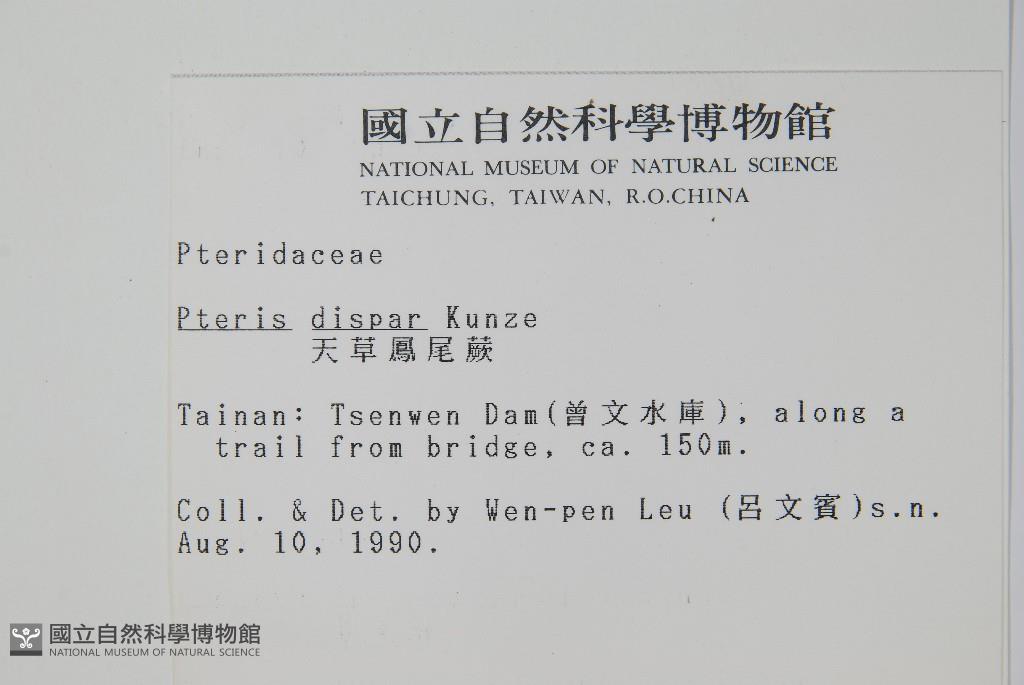 國立自然科學博物館
NATIONAL MUSEUM OF NATURAL SCIENCE
TAICHUNG, TAIWAN, R.O.CHINA
Pteridaceae
Pteris dispar Kunze
天草鳳尾蕨
Tainan: Tsenwen Dam(曾文水庫), along a
trail from bridge, ca. 150m.
Coll. & Det. by Wen-pen Leu (呂文賓)s.n.
Aug. 10, 1990.
國立自然科學博物館
NATIONAL MUSEUM OF NATURAL SCIENCE